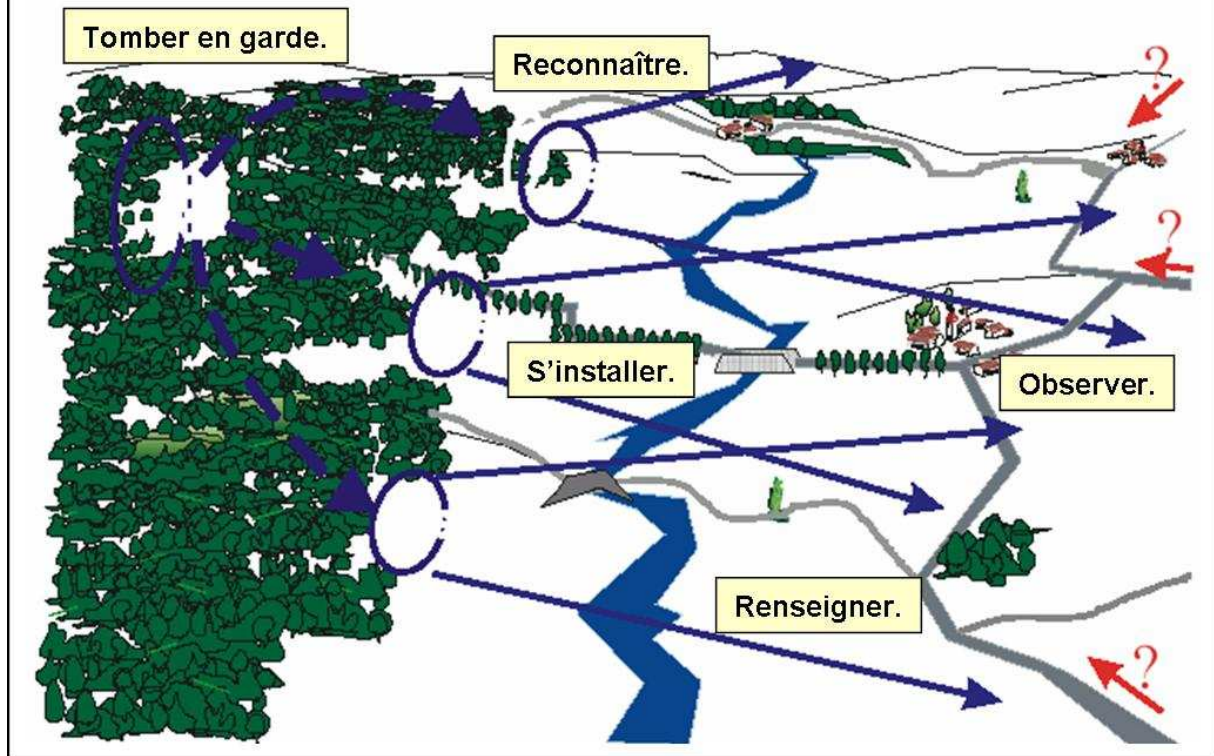 Tomber en garde.
Reconnaître.
?
?
S'installer.
Observer.
Renseigner.
?